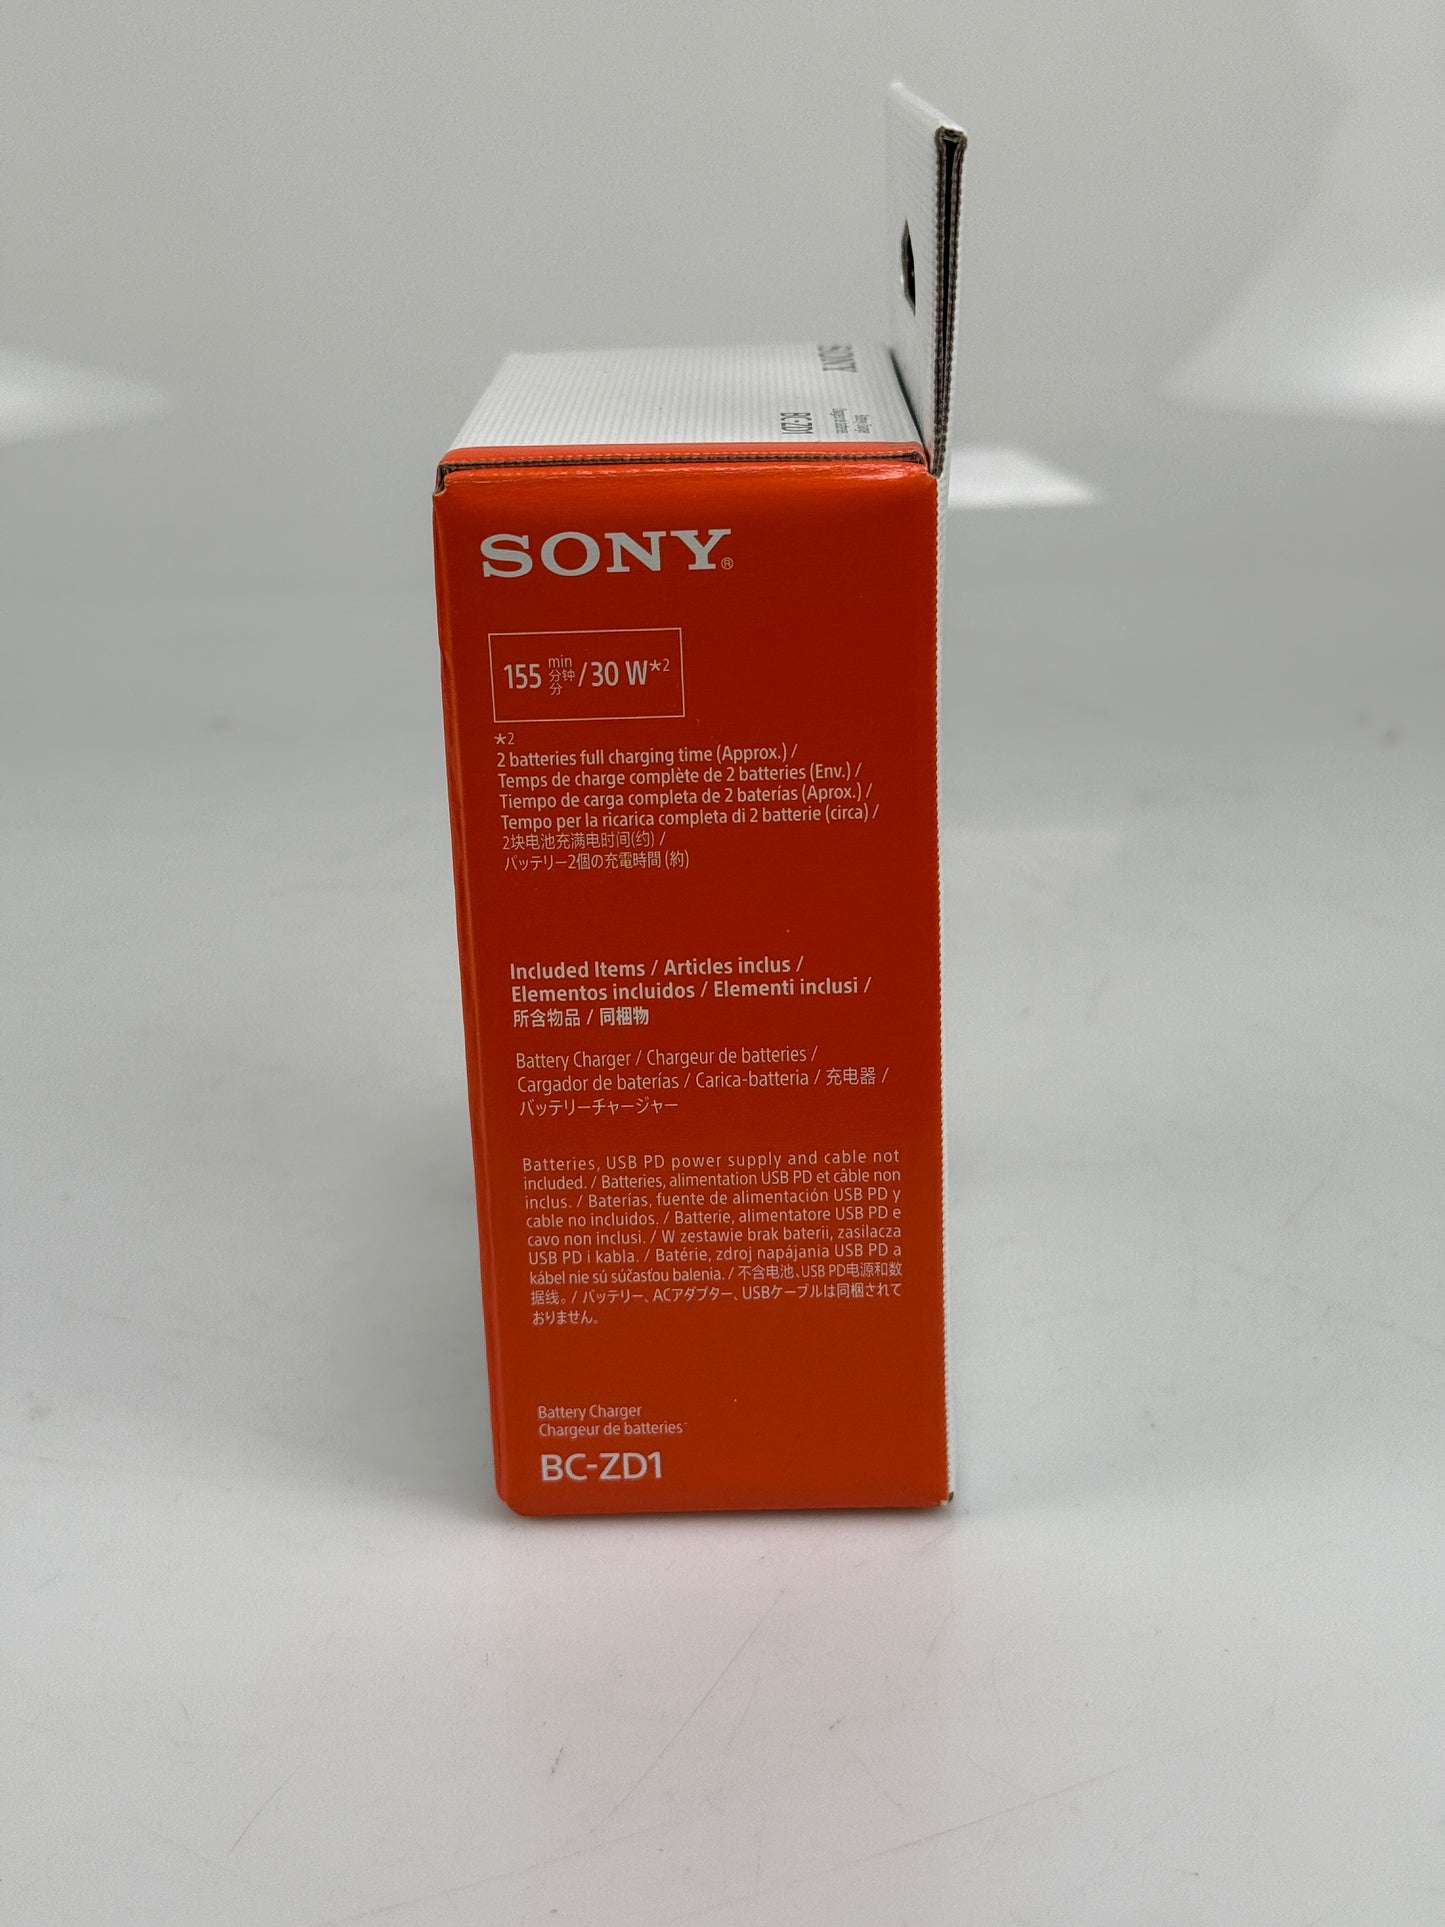 SONY
BC-ZD1
SONY®
155 min 分钟 分 / 30 W*2
*2
2 batteries full charging time (Approx.) /
Temps de charge complète de 2 batteries (Env.) /
Tiempo de carga completa de 2 baterías (Aprox.) /
Tempo per la ricarica completa di 2 batterie (circa) /
2块电池充满电时间(约) /
バッテリー2個の充電時間 (約)
Included Items / Articles inclus /
Elementos incluidos / Elementi inclusi /
所含物品 / 同梱物
Battery Charger / Chargeur de batteries /
Cargador de baterías / Carica-batteria / 充电器 /
バッテリーチャージャー
Batteries, USB PD power supply and cable not
included. / Batteries, alimentation USB PD et câble non
inclus. / Baterías, fuente de alimentación USB PD y
cable no incluidos. / Batterie, alimentatore USB PD e
cavo non inclusi. / W zestawie brak baterii, zasilacza
USB PD i kabla. / Batérie, zdroj napájania USB PD a
kábel nie sú súčasťou balenia. / 不含电池、USB PD电源和数
据线。/ バッテリー、ACアダプター、USBケーブルは同梱されて
おりません。
Battery Charger
Chargeur de batteries
BC-ZD1